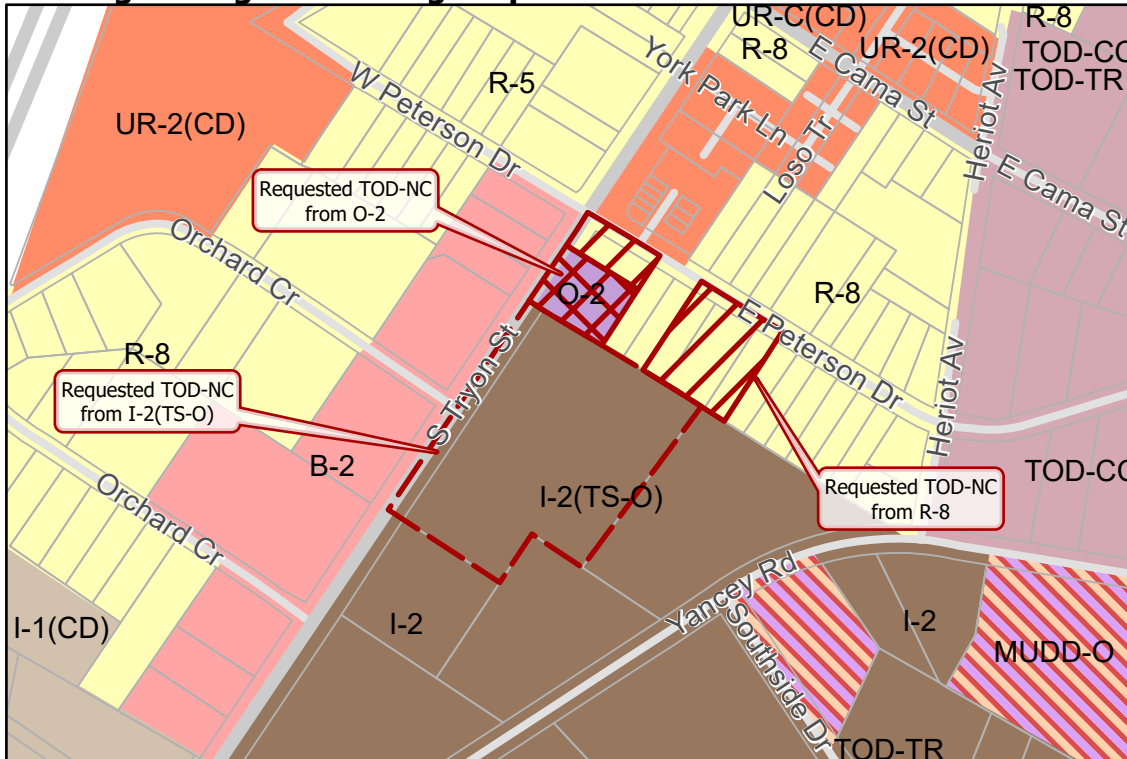 UR-C(CD)
R-8
R-8
UR-2(CD)
TOD-CC
TOD-TR
E Cama St
York Park Ln
R-5
W Peterson Dr
UR-2(CD)
Heriot Av
Loso Tr
E Cama St
Requested TOD-NC
from O-2
Orchard Cr
O-2
R-8
E Peterson Dr
R-8
S Tryon St
Heriot Av
Requested TOD-NC
from I-2(TS-O)
B-2
TOD-CC
I-2(TS-O)
Requested TOD-NC
from R-8
Orchard Cr
Yancey Rd
I-1(CD)
I-2
I-2
Southside Dr
MUDD-O
TOD-TR